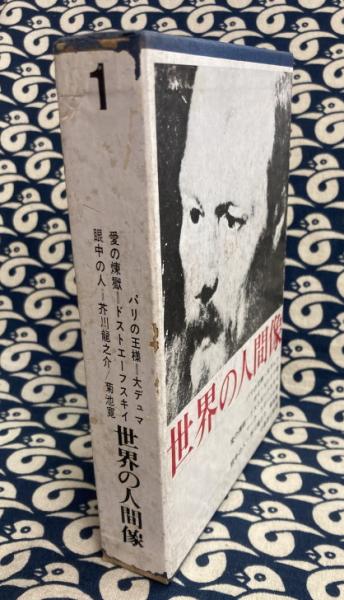 1
パリの王様＝大デュマ
愛の煉獄＝ドストエーフスキイ
眼中の人＝芥川龍之介／菊池寛
世界の人間像
世界の人間像